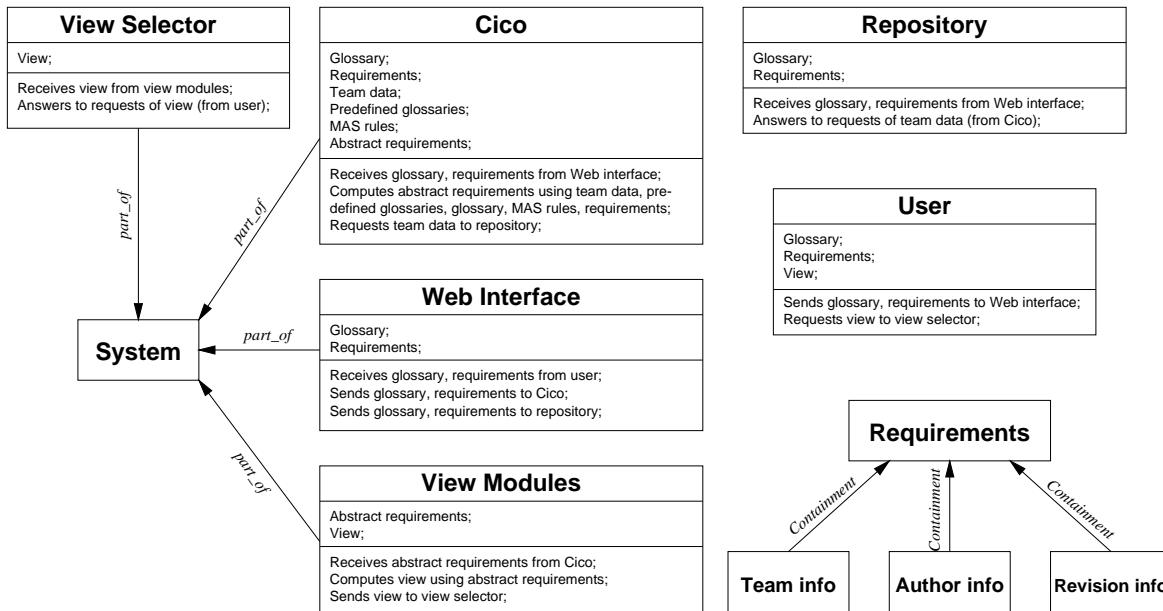 View Selector
View;
Receives view from view modules;
Answers to requests of view (from user);
Cico
Glossary;
Requirements;
Team data;
Predefined glossaries;
MAS rules;
Abstract requirements;
Receives glossary, requirements from Web interface;
Computes abstract requirements using team data, pre-
defined glossaries, glossary, MAS rules, requirements;
Requests team data to repository;
Repository
Glossary;
Requirements;
Receives glossary, requirements from Web interface;
Answers to requests of team data (from Cico);
part_of
part_of
User
Glossary;
Requirements;
View;
Sends glossary, requirements to Web interface;
Requests view to view selector;
System
part_of
Web Interface
Glossary;
Requirements;
Receives glossary, requirements from user;
Sends glossary, requirements to Cico;
Sends glossary, requirements to repository;
part_of
View Modules
Abstract requirements;
View;
Receives abstract requirements from Cico;
Computes view using abstract requirements;
Sends view to view selector;
Requirements
Containment
Containment
Containment
Team info
Author info
Revision info